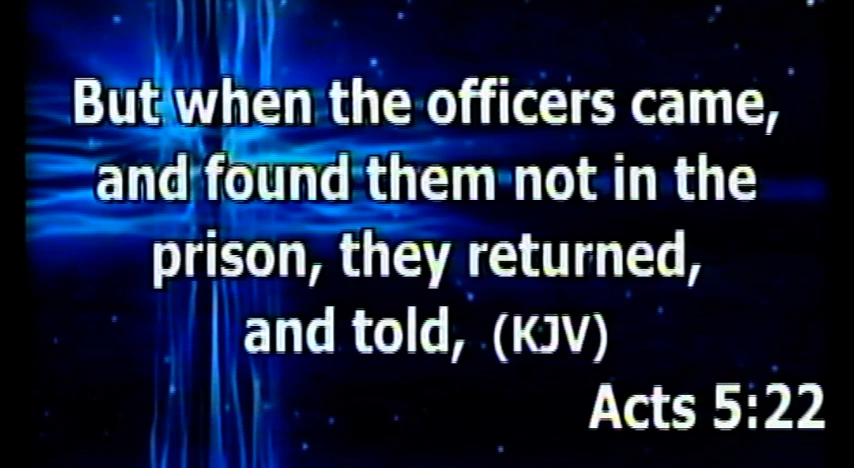 But when the officers came,
and found them not in the
prison, they returned,
and told, (KJV)
Acts 5:22